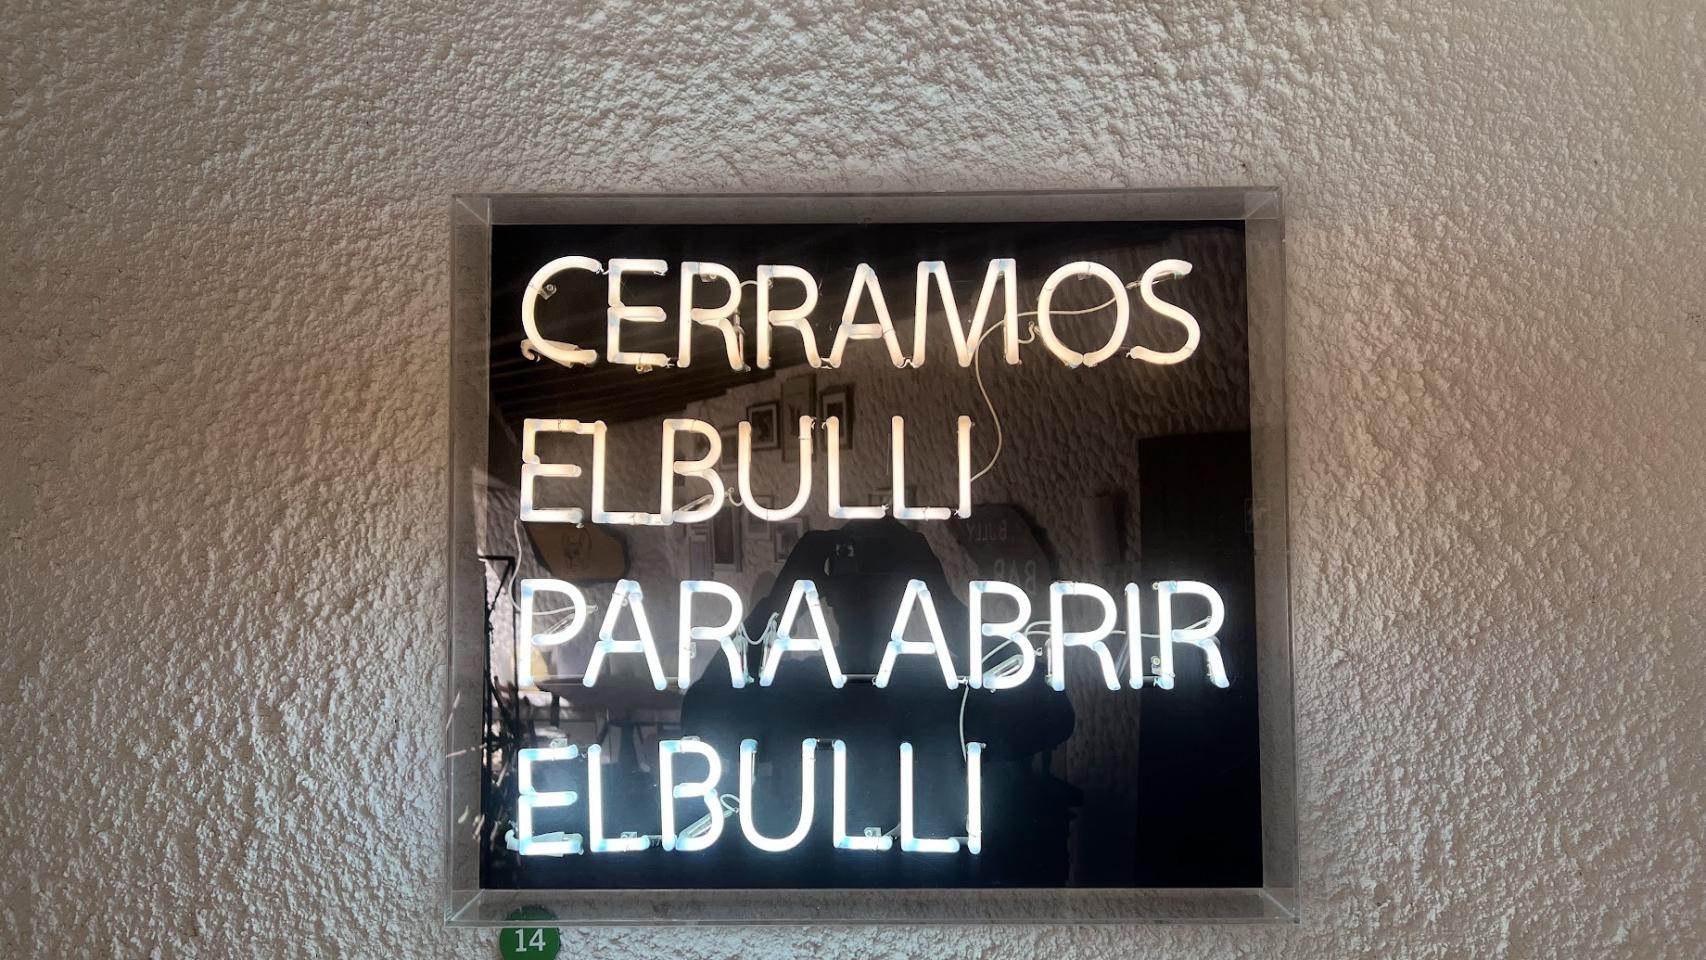 CERRAMOS
ELBULLI
PARA ABRIR
ELBULLI
14